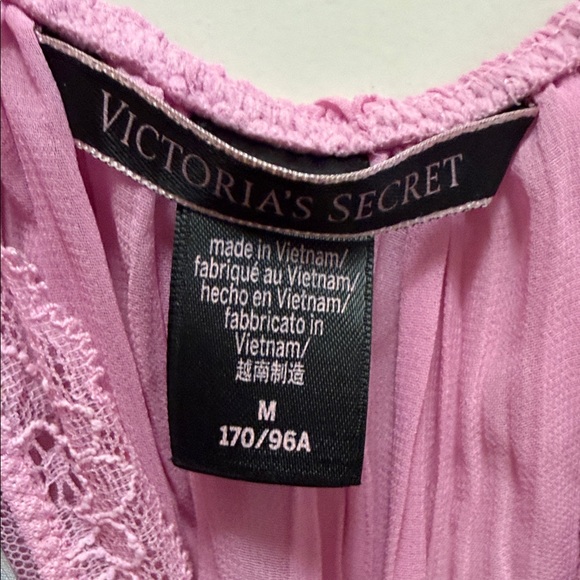 VICTORIA'S SECRET
made in Vietnam/
fabriqué au Vietnam/
hecho en Vietnam/
fabbricato in
Vietnam/
越南制造
M
170/96A